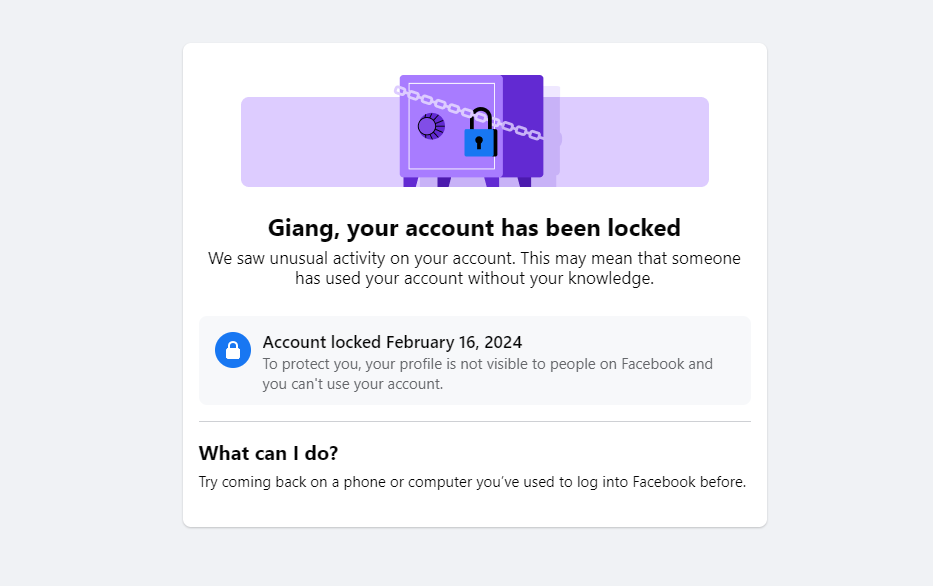 Giang, your account has been locked
We saw unusual activity on your account. This may mean that someone
has used your account without your knowledge.
Account locked February 16, 2024
To protect you, your profile is not visible to people on Facebook and
you can't use your account.
What can I do?
Try coming back on a phone or computer you’ve used to log into Facebook before.